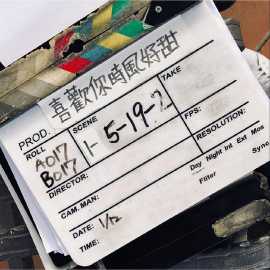 喜歡你時風好甜
PROD.
ROLL SCENE TAKE
A017 1- 5-19-2
B017
FPS:
RESOLUTION:
DIRECTOR:
Day Night Int Ext Mos
CAM. MAN:
Filter Sync
DATE: 1/12
TIME: